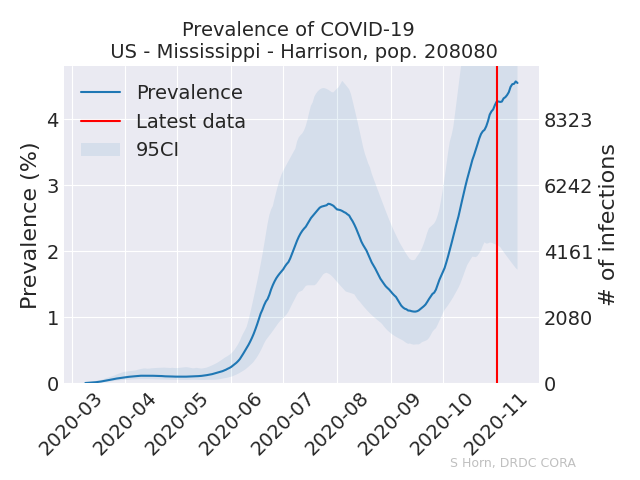 Prevalence of COVID-19
US - Mississippi - Harrison, pop. 208080
Prevalence
Latest data
95CI
Prevalence (%)
4
3
2
1
0
8323
6242
4161
2080
0
# of infections
2020-03
2020-04
2020-05
2020-06
2020-07
2020-08
2020-09
2020-10
2020-11
S Horn, DRDC CORA